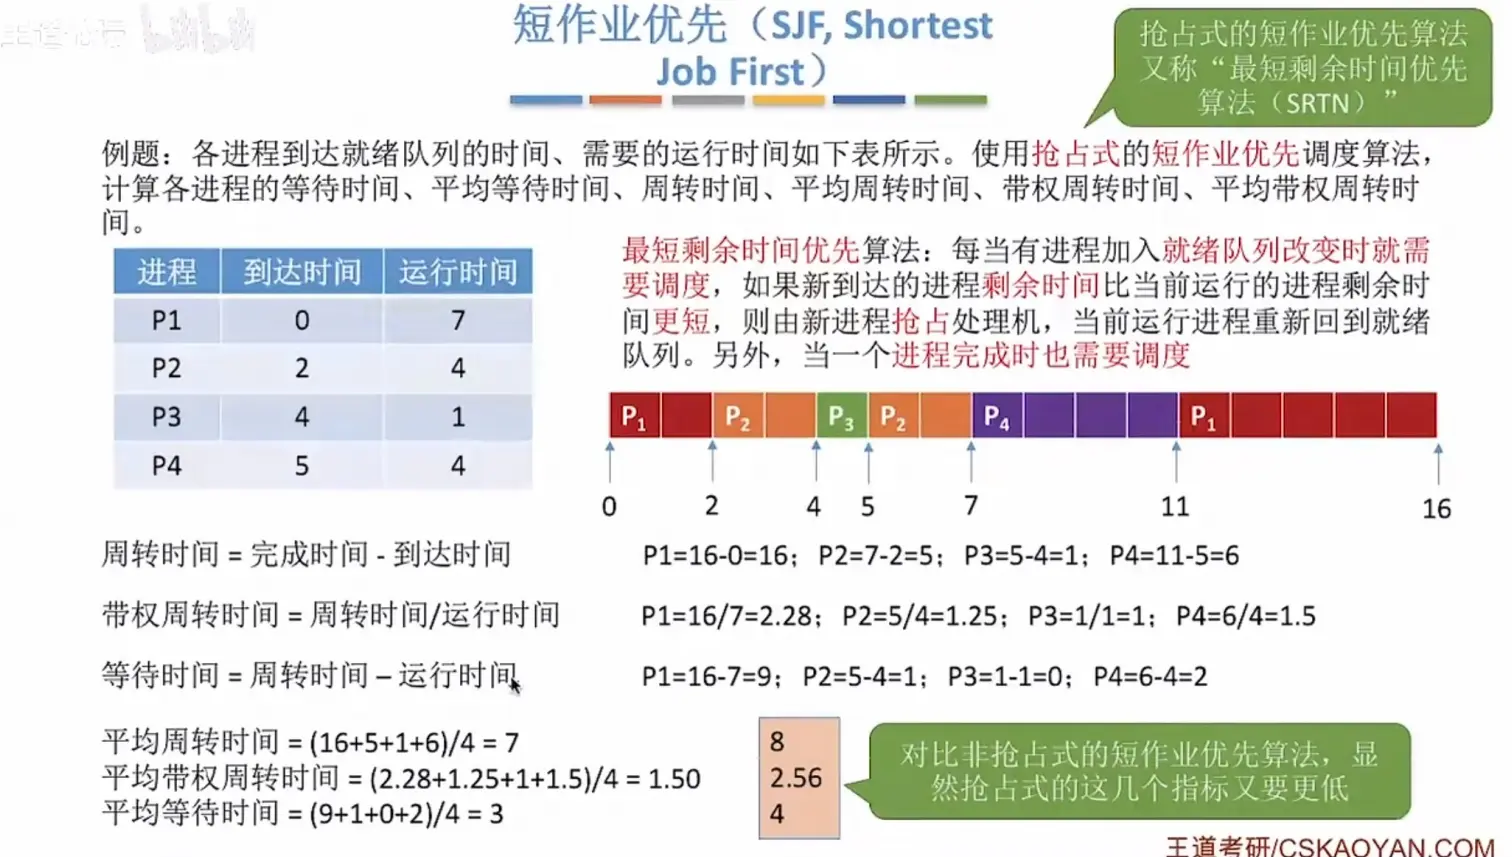 短作业优先（SJF, Shortest
Job First）
抢占式的短作业优先算法
又称“最短剩余时间优先
算法（SRTN）”
例题：各进程到达就绪队列的时间、需要的运行时间如下表所示。使用抢占式的短作业优先调度算法，
计算各进程的等待时间、平均等待时间、周转时间、平均周转时间、带权周转时间、平均带权周转时
间。
进程 到达时间 运行时间
P1 0 7
P2 2 4
P3 4 1
P4 5 4
最短剩余时间优先算法：每当有进程加入就绪队列改变时就需
要调度，如果新到达的进程剩余时间比当前运行的进程剩余时
间更短，则由新进程抢占处理机，当前运行进程重新回到就绪
队列。另外，当一个进程完成时也需要调度
P1 P2 P3 P2 P4 P1
0 2 4 5 7 11 16
周转时间 = 完成时间 - 到达时间
P1=16-0=16；P2=7-2=5；P3=5-4=1；P4=11-5=6
带权周转时间 = 周转时间/运行时间
P1=16/7=2.28；P2=5/4=1.25；P3=1/1=1；P4=6/4=1.5
等待时间 = 周转时间 – 运行时间
P1=16-7=9；P2=5-4=1；P3=1-1=0；P4=6-4=2
平均周转时间 = (16+5+1+6)/4 = 7
平均带权周转时间 = (2.28+1.25+1+1.5)/4 = 1.50
平均等待时间 = (9+1+0+2)/4 = 3
8
2.56
4
对比非抢占式的短作业优先算法，显
然抢占式的这几个指标又要更低
王道考研/CSKAOYAN.COM